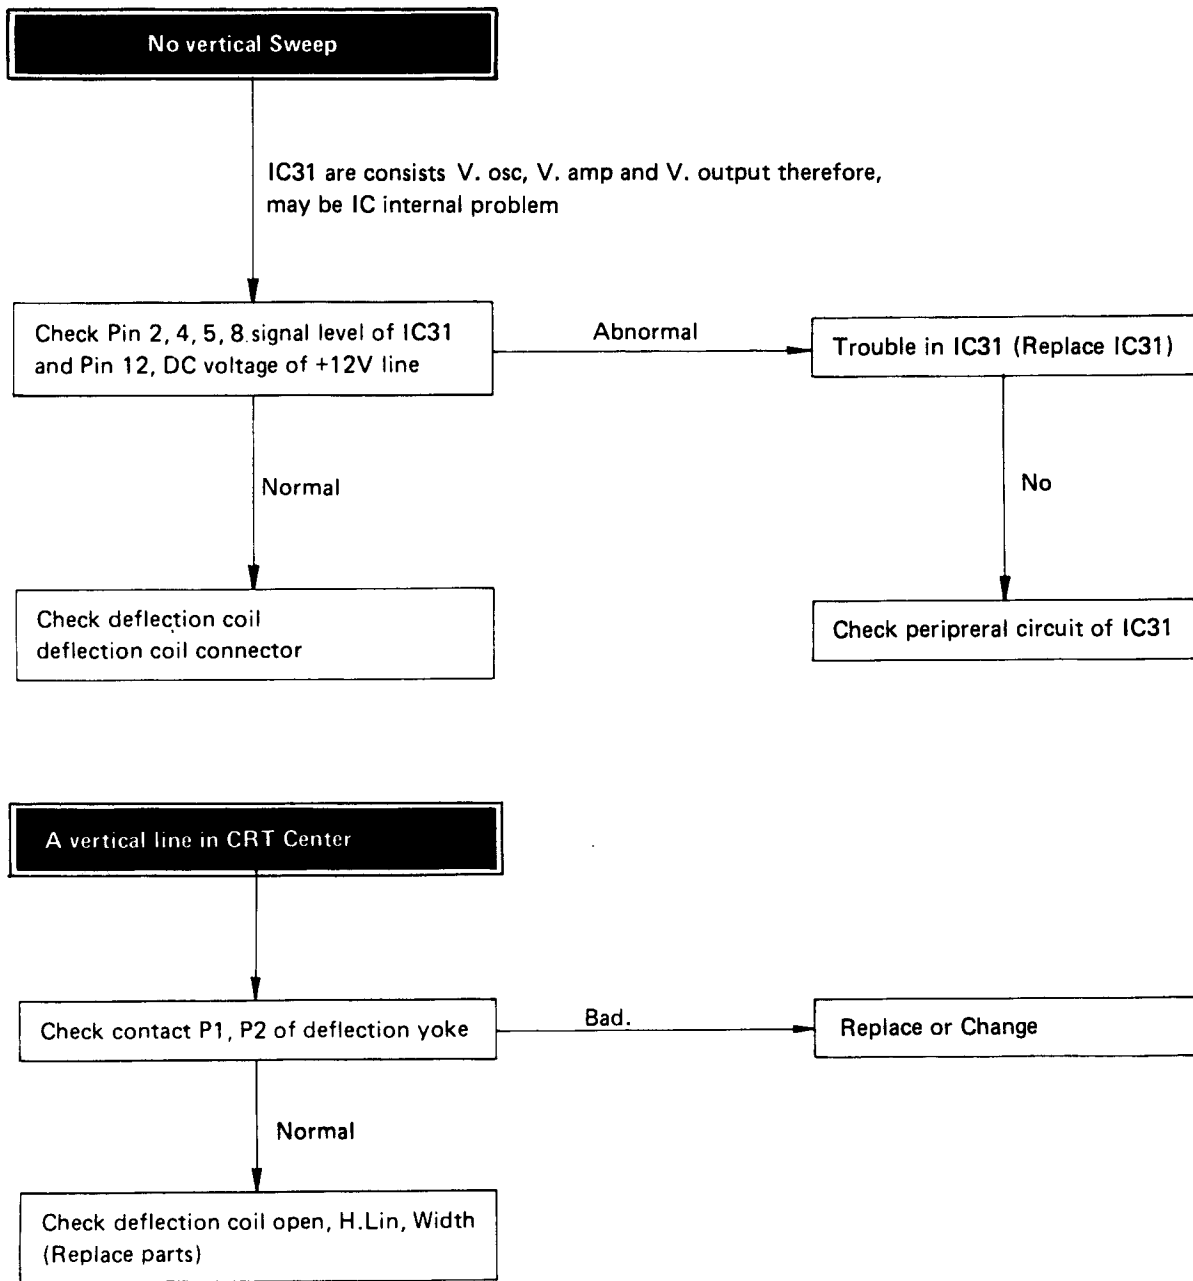 No vertical Sweep
IC31 are consists V. osc, V. amp and V. output therefore,
may be IC internal problem
Check Pin 2, 4, 5, 8 signal level of IC31
and Pin 12, DC voltage of +12V line
Abnormal
Trouble in IC31 (Replace IC31)
Normal
No
Check deflection coil
deflection coil connector
Check peripreral circuit of IC31
A vertical line in CRT Center
Check contact P1, P2 of deflection yoke
Bad.
Replace or Change
Normal
Check deflection coil open, H.Lin, Width
(Replace parts)